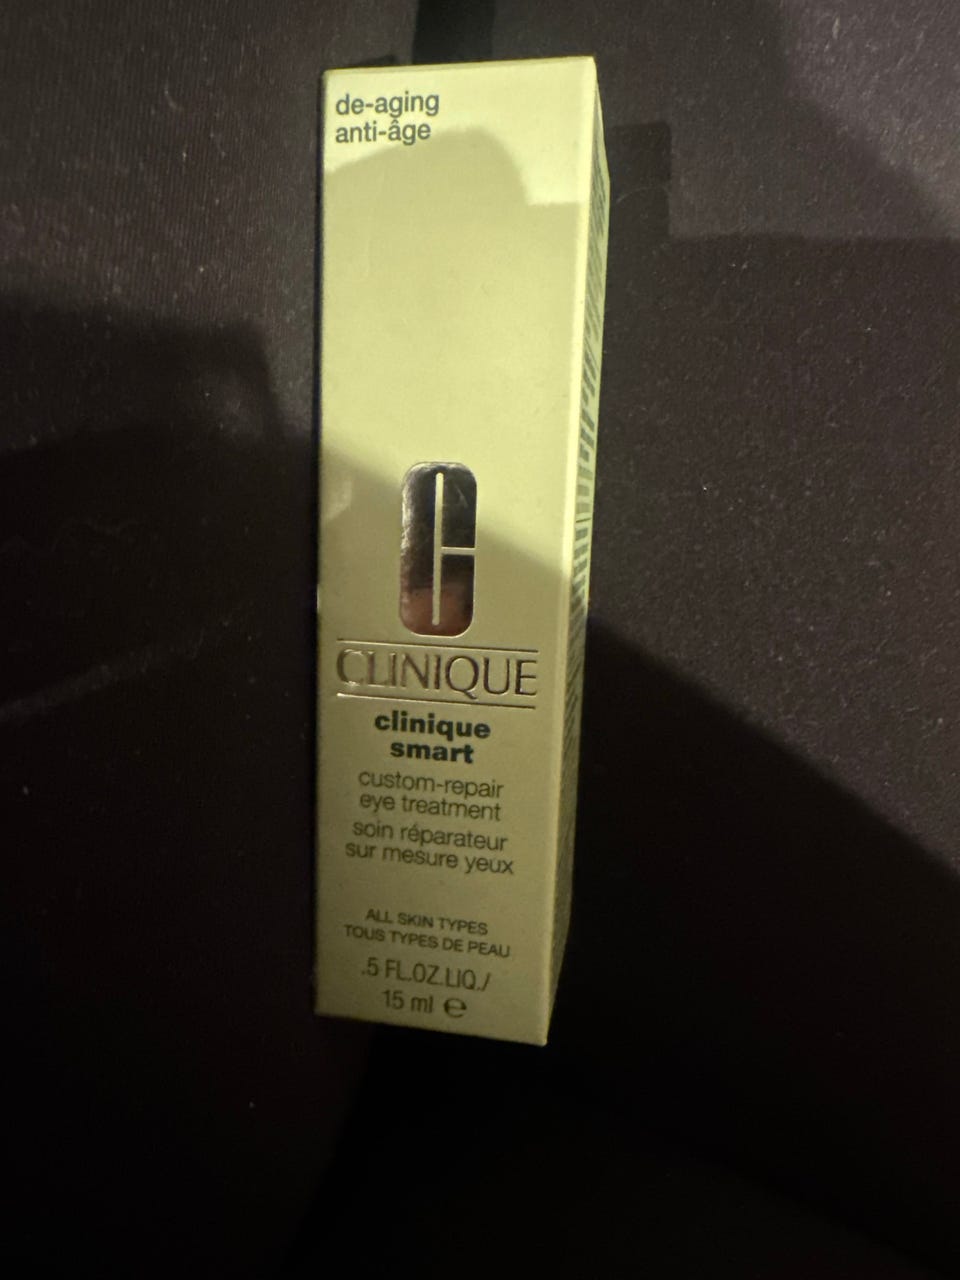 de-aging
anti-âge
CLINIQUE
clinique
smart
custom-repair
eye treatment
soin réparateur
sur mesure yeux
ALL SKIN TYPES
TOUS TYPES DE PEAU
.5 FL.OZ.LIQ./
15 ml ℮